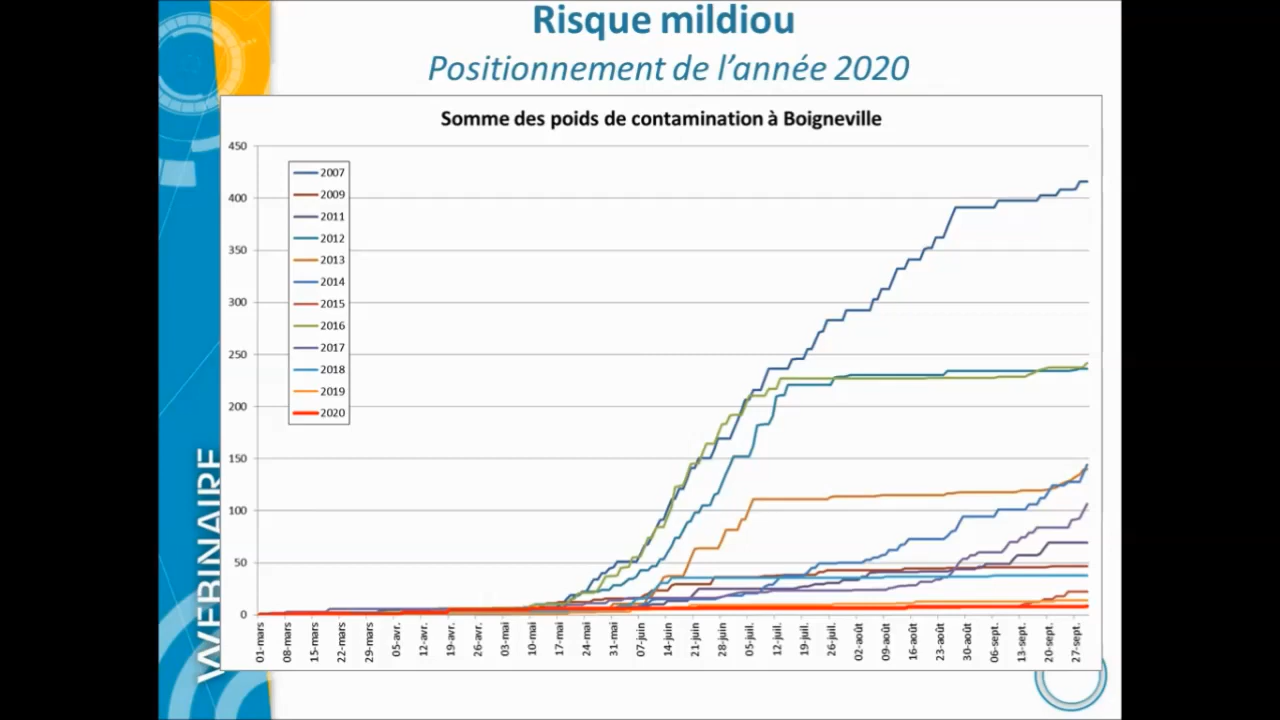 Risque mildiou
Positionnement de l'année 2020
Somme des poids de contamination à Boigneville
450
400
350
300
250
200
150
100
50
0
2007
2009
2011
2012
2013
2014
2015
2016
2017
2018
2019
2020
01-mars
08-mars
15-mars
22-mars
29-mars
05-avr.
12-avr.
19-avr.
26-avr.
03-mai
10-mai
17-mai
24-mai
31-mai
07-juin
14-juin
21-juin
28-juin
05-juil.
12-juil.
19-juil.
26-juil.
02-août
09-août
16-août
23-août
30-août
06-sept.
13-sept.
20-sept.
27-sept.
WEBINAIRE